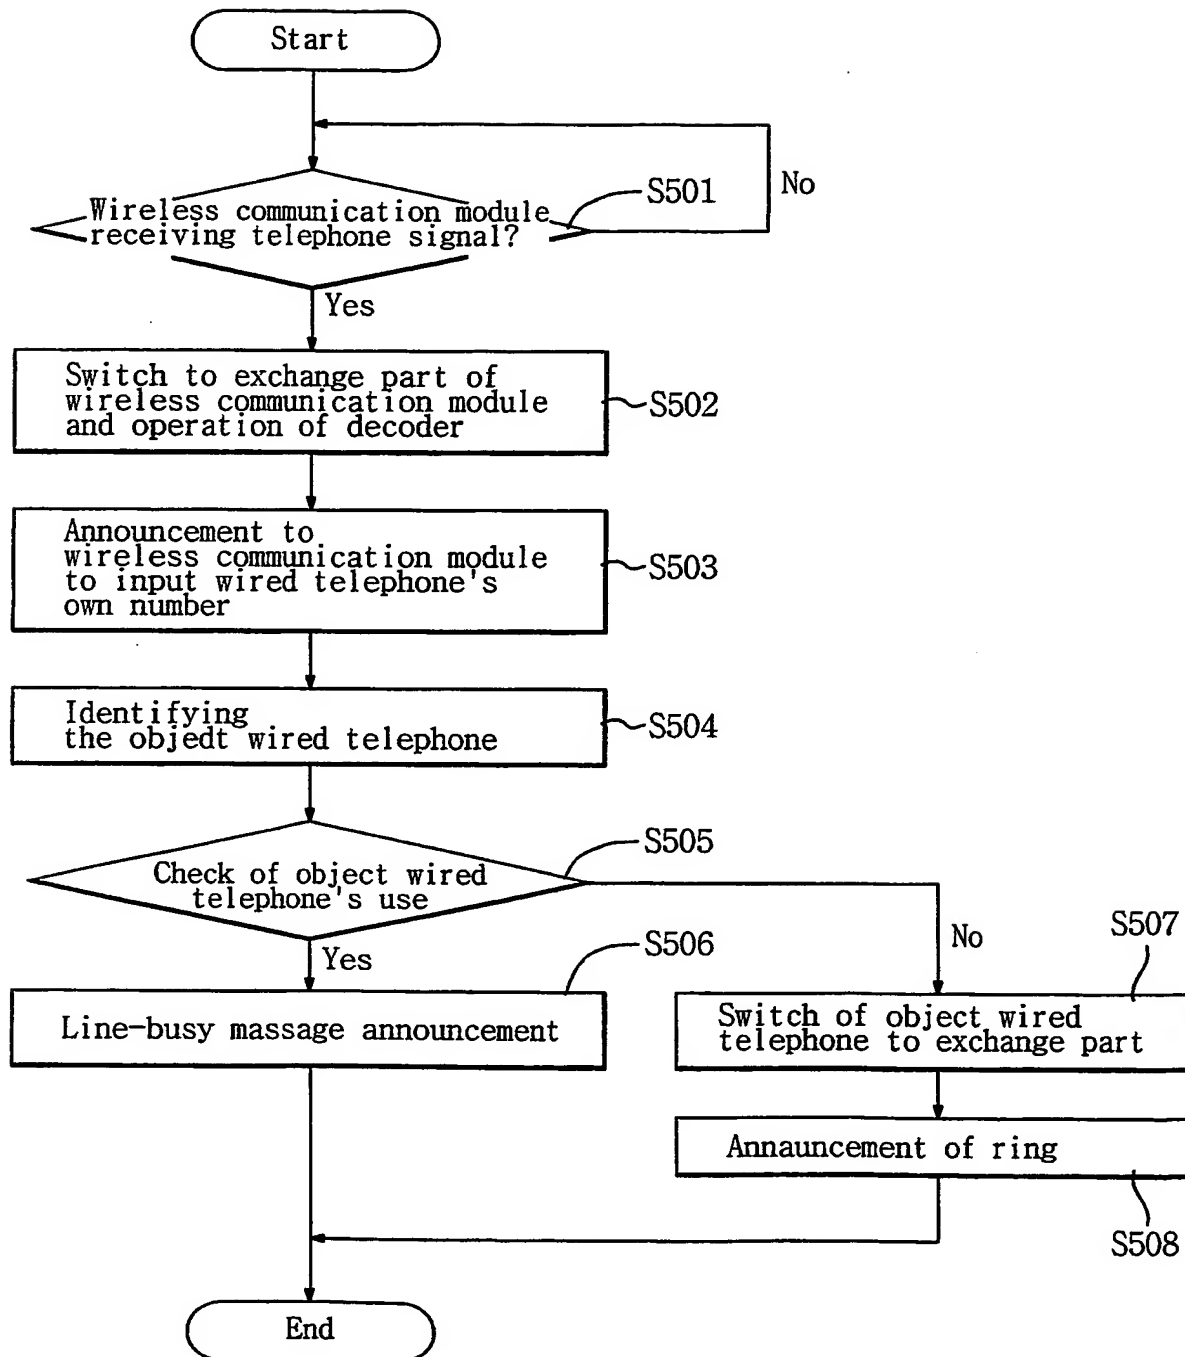 Start
No
S501
Wireless communication module
receiving telephone signal?
Yes
Switch to exchange part of
wireless communication module
and operation of decoder
S502
Announcement to
wireless communication module
to input wired telephone's
own number
S503
Identifying
the objedt wired telephone
S504
S505
Check of object wired
telephone's use
Yes
No
S506
S507
Line-busy massage announcement
Switch of object wired
telephone to exchange part
Annauncement of ring
S508
End